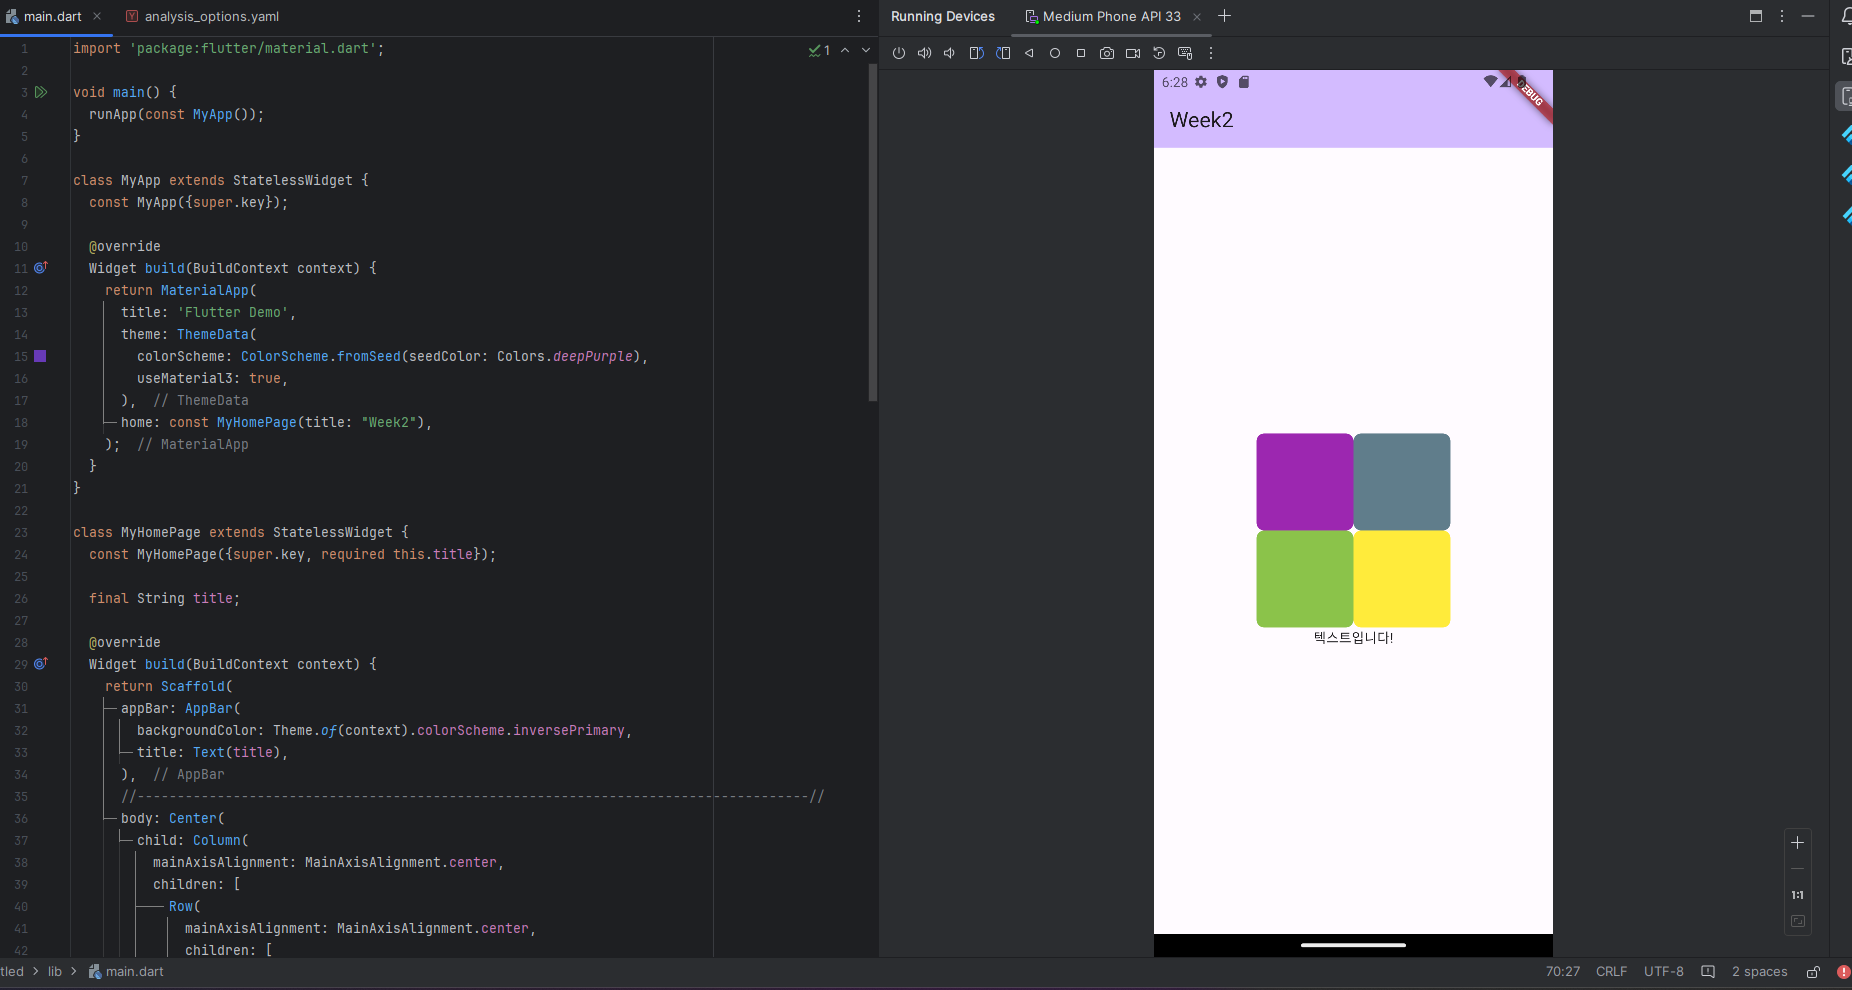 main.dart
analysis_options.yaml
Running Devices
Medium Phone API 33
1 import 'package:flutter/material.dart';
1
2
3 void main() {
4 runApp(const MyApp());
5 }
6
7 class MyApp extends StatelessWidget {
8 const MyApp({super.key});
9
10 @override
11 Widget build(BuildContext context) {
12 return MaterialApp(
13 title: 'Flutter Demo',
14 theme: ThemeData(
15 colorScheme: ColorScheme.fromSeed(seedColor: Colors.deepPurple),
16 useMaterial3: true,
17 ), // ThemeData
18 home: const MyHomePage(title: "Week2"),
19 ); // MaterialApp
20 }
21 }
22
23 class MyHomePage extends StatelessWidget {
24 const MyHomePage({super.key, required this.title});
25
26 final String title;
27
28 @override
29 Widget build(BuildContext context) {
30 return Scaffold(
31 appBar: AppBar(
32 backgroundColor: Theme.of(context).colorScheme.inversePrimary,
33 title: Text(title),
34 ), // AppBar
35 //------------------------------------------------------------------------------------//
36 body: Center(
37 child: Column(
38 mainAxisAlignment: MainAxisAlignment.center,
39 children: [
40 Row(
41 mainAxisAlignment: MainAxisAlignment.center,
42 children: [
6:28
DEBUG
Week2
텍스트입니다!
1:1
tled > lib > main.dart
70:27 CRLF UTF-8 2 spaces